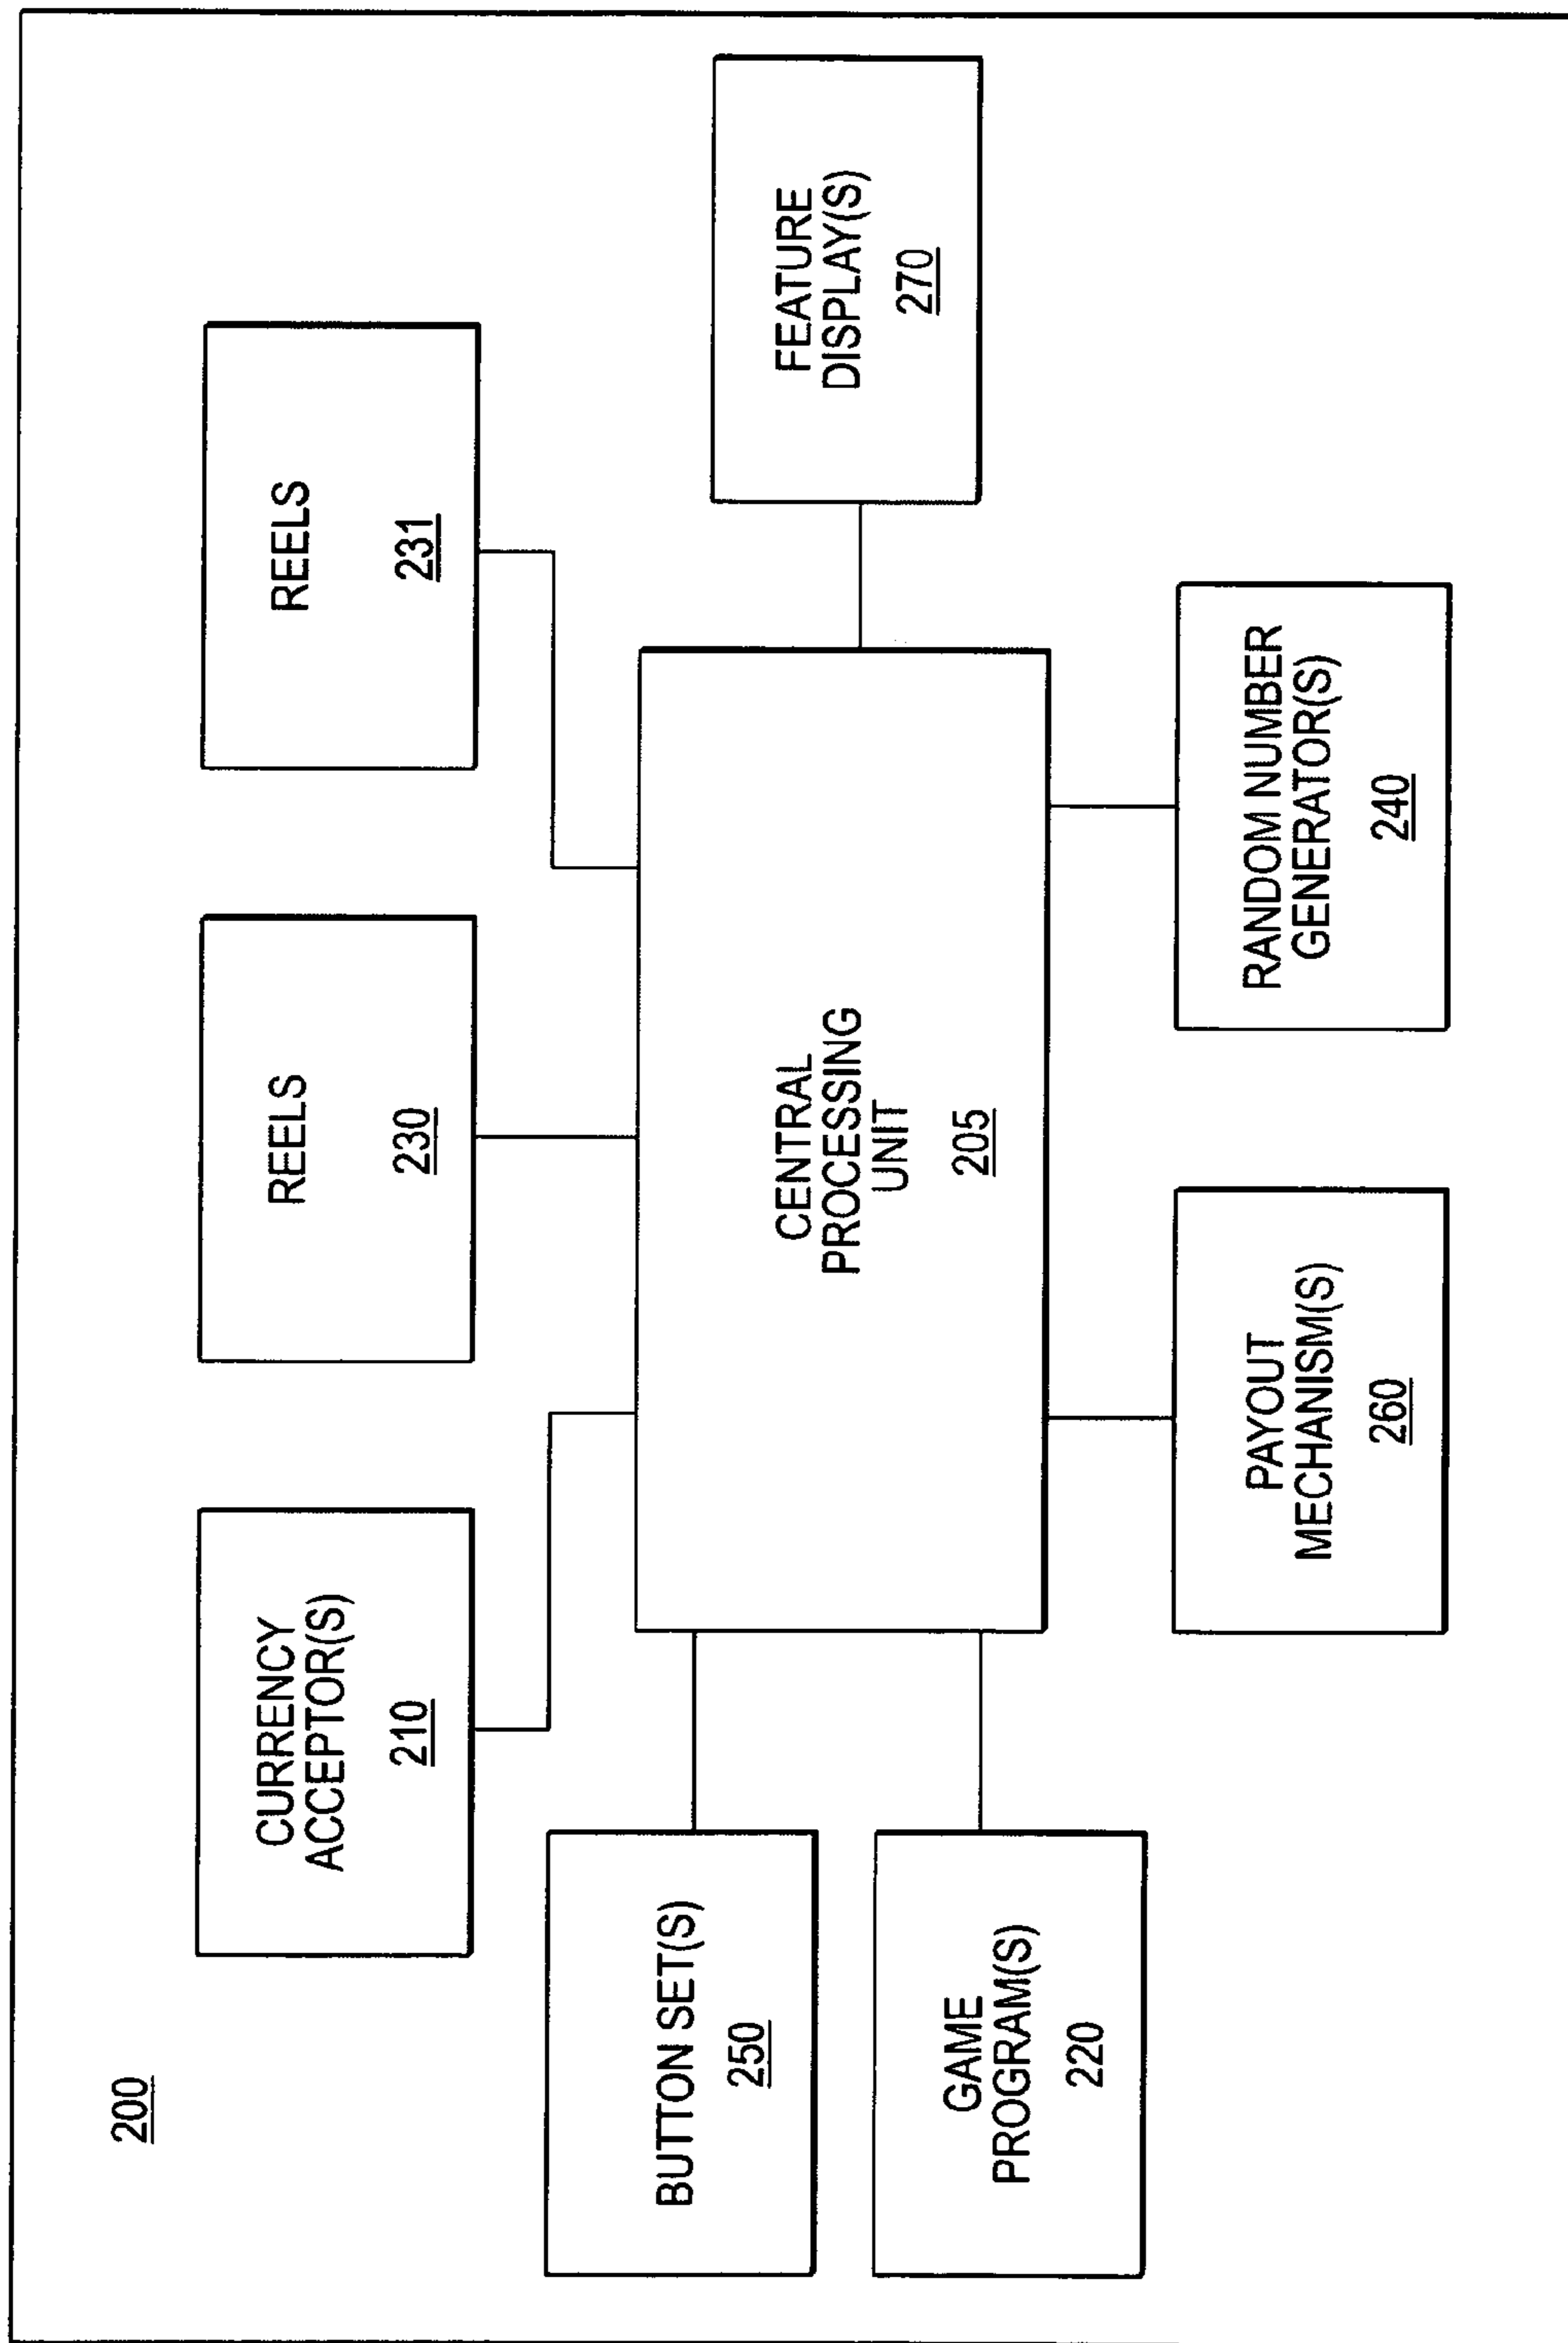 200
CURRENCY
ACCEPTOR(S)
210
REELS
230
REELS
231
BUTTON SET(S)
250
CENTRAL
PROCESSING
UNIT
205
FEATURE
DISPLAY(S)
270
GAME
PROGRAM(S)
220
PAYOUT
MECHANISM(S)
260
RANDOM NUMBER
GENERATOR(S)
240